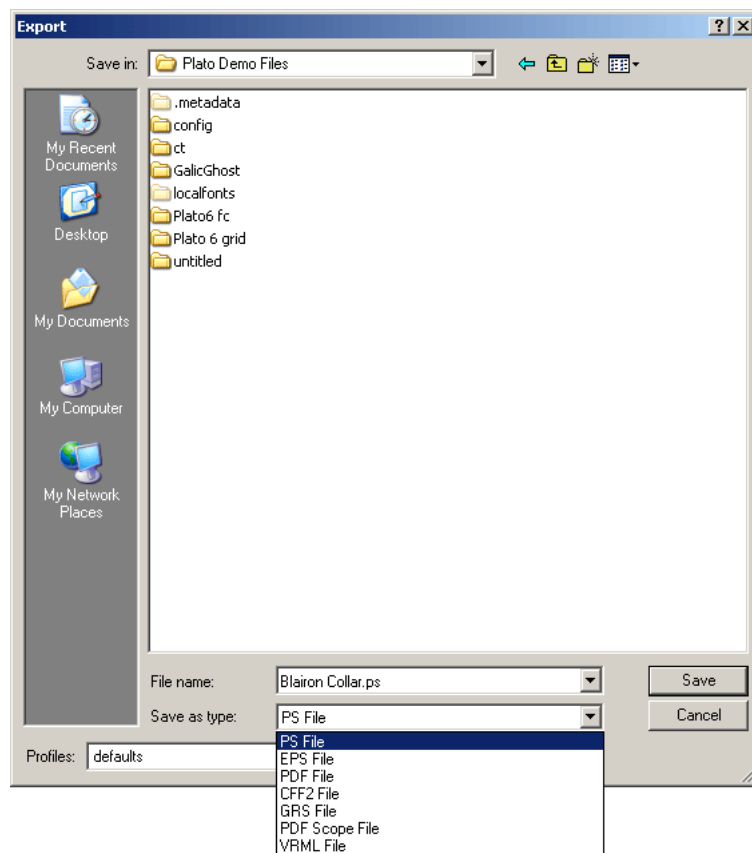 Export
Save in: Plato Demo Files
My Recent Documents
Desktop
My Documents
My Computer
My Network Places
.metadata
config
ct
GalicGhost
localfonts
Plato6 fc
Plato 6 grid
untitled
File name: Blairon Collar.ps Save
Save as type: PS File Cancel
Profiles: defaults
PS File
EPS File
PDF File
CFF2 File
GRS File
PDF Scope File
VRML File